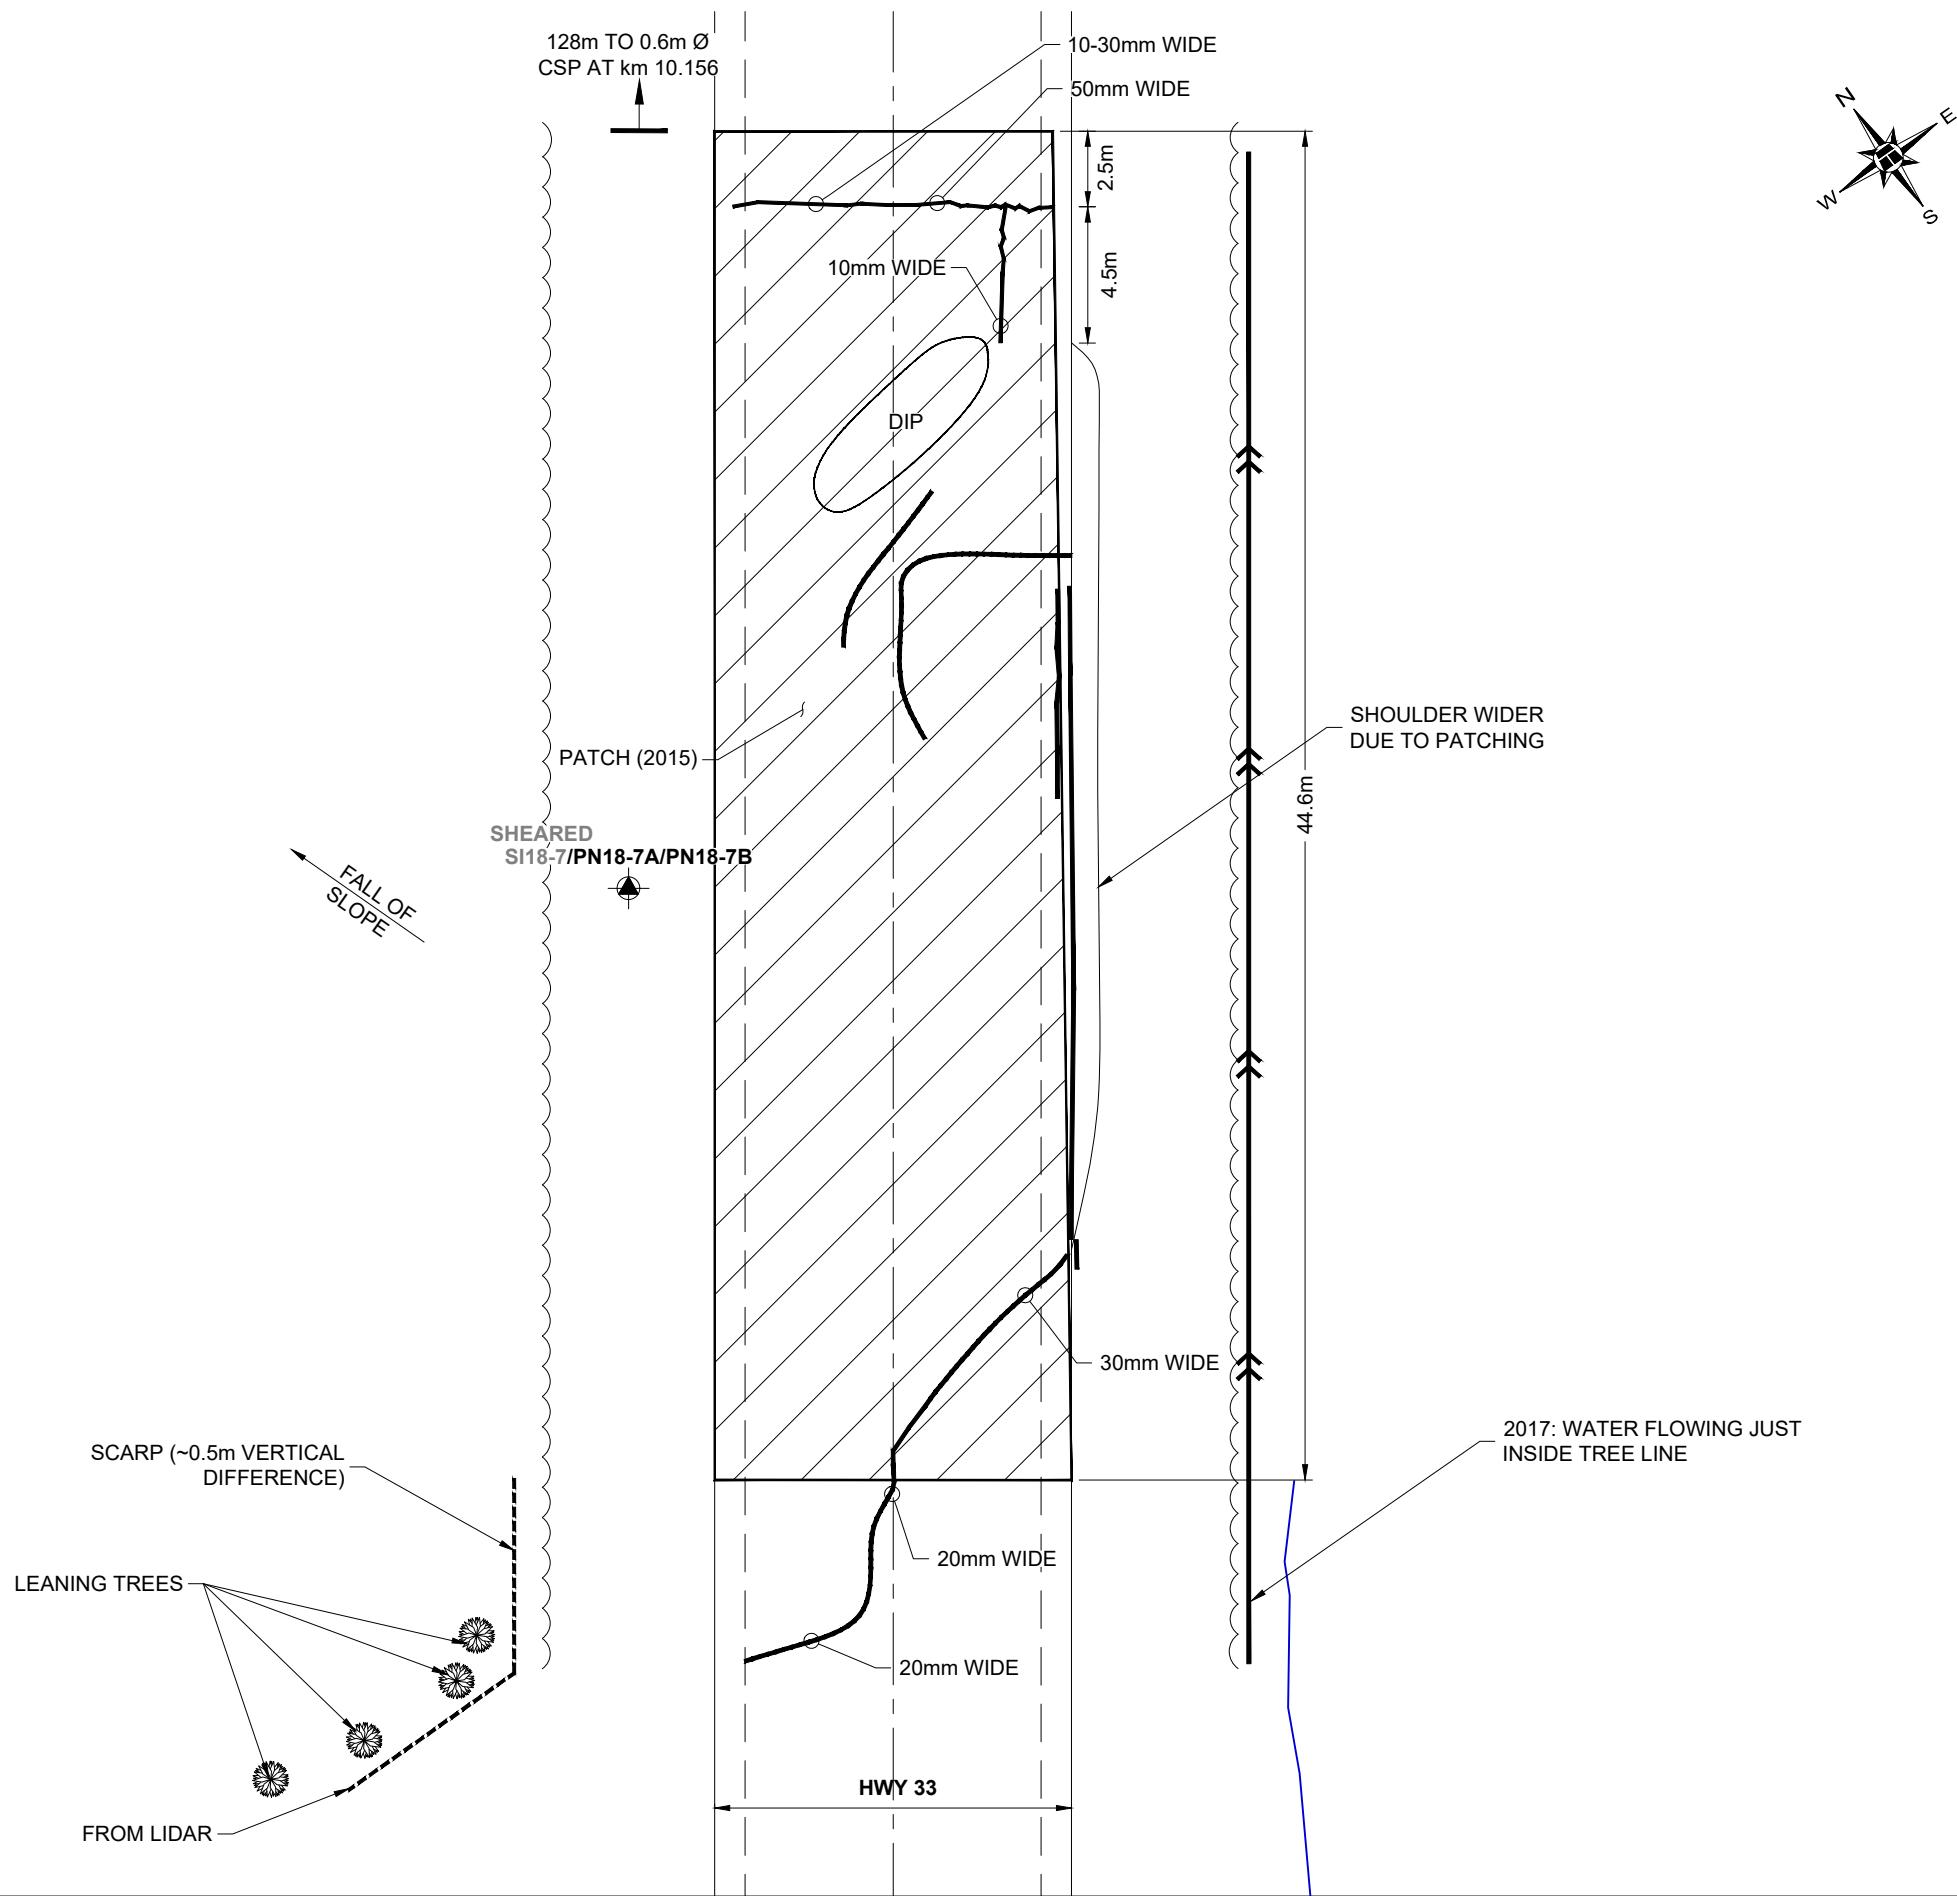 128m TO 0.6m Ø
CSP AT km 10.156
10-30mm WIDE
50mm WIDE
N
E
W
S
2.5m
4.5m
10mm WIDE
DIP
SHOULDER WIDER
DUE TO PATCHING
PATCH (2015)
44.6m
SHEARED
SI18-7/PN18-7A/PN18-7B
FALL OF
SLOPE
30mm WIDE
SCARP (~0.5m VERTICAL
DIFFERENCE)
2017: WATER FLOWING JUST
INSIDE TREE LINE
20mm WIDE
LEANING TREES
20mm WIDE
HWY 33
FROM LIDAR